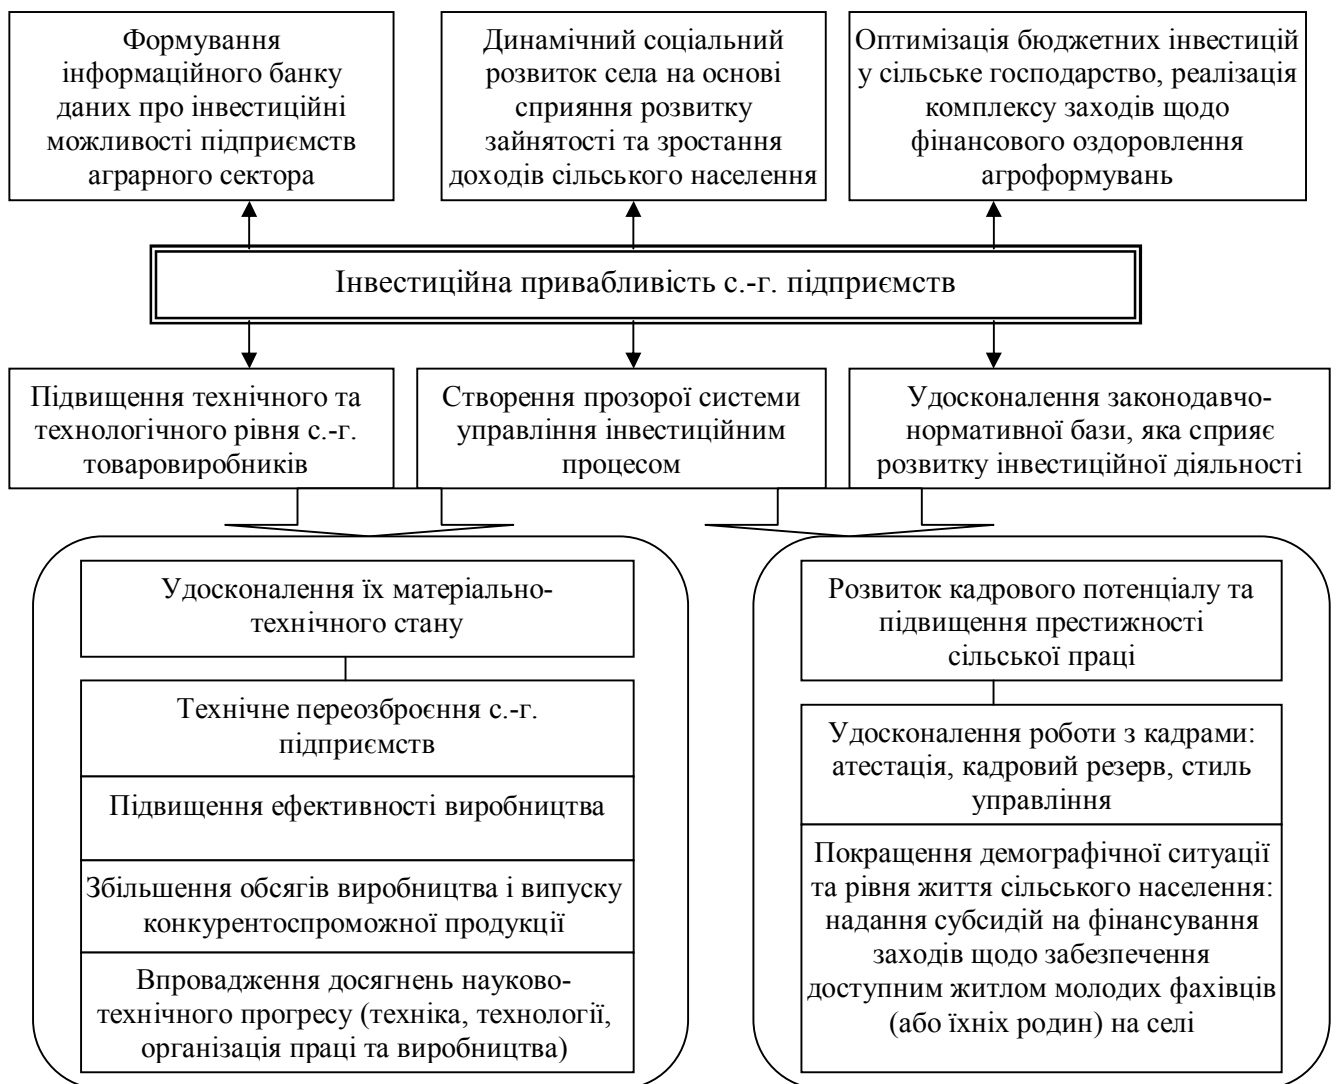 Формування
інформаційного банку
даних про інвестиційні
можливості підприємств
аграрного сектора
Динамічний соціальний
розвиток села на основі
сприяння розвитку
зайнятості та зростання
доходів сільського населення
Оптимізація бюджетних інвестицій
у сільське господарство, реалізація
комплексу заходів щодо
фінансового оздоровлення
агроформувань
Інвестиційна привабливість с.-г. підприємств
Підвищення технічного та
технологічного рівня с.-г.
товаровиробників
Створення прозорої системи
управління інвестиційним
процесом
Удосконалення законодавчо-
нормативної бази, яка сприяє
розвитку інвестиційної діяльності
Удосконалення їх матеріально-
технічного стану
Технічне переозброєння с.-г.
підприємств
Підвищення ефективності виробництва
Збільшення обсягів виробництва і випуску
конкурентоспроможної продукції
Впровадження досягнень науково-
технічного прогресу (техніка, технології,
організація праці та виробництва)
Розвиток кадрового потенціалу та
підвищення престижності
сільської праці
Удосконалення роботи з кадрами:
атестація, кадровий резерв, стиль
управління
Покращення демографічної ситуації
та рівня життя сільського населення:
надання субсидій на фінансування
заходів щодо забезпечення
доступним житлом молодих фахівців
(або їхніх родин) на селі